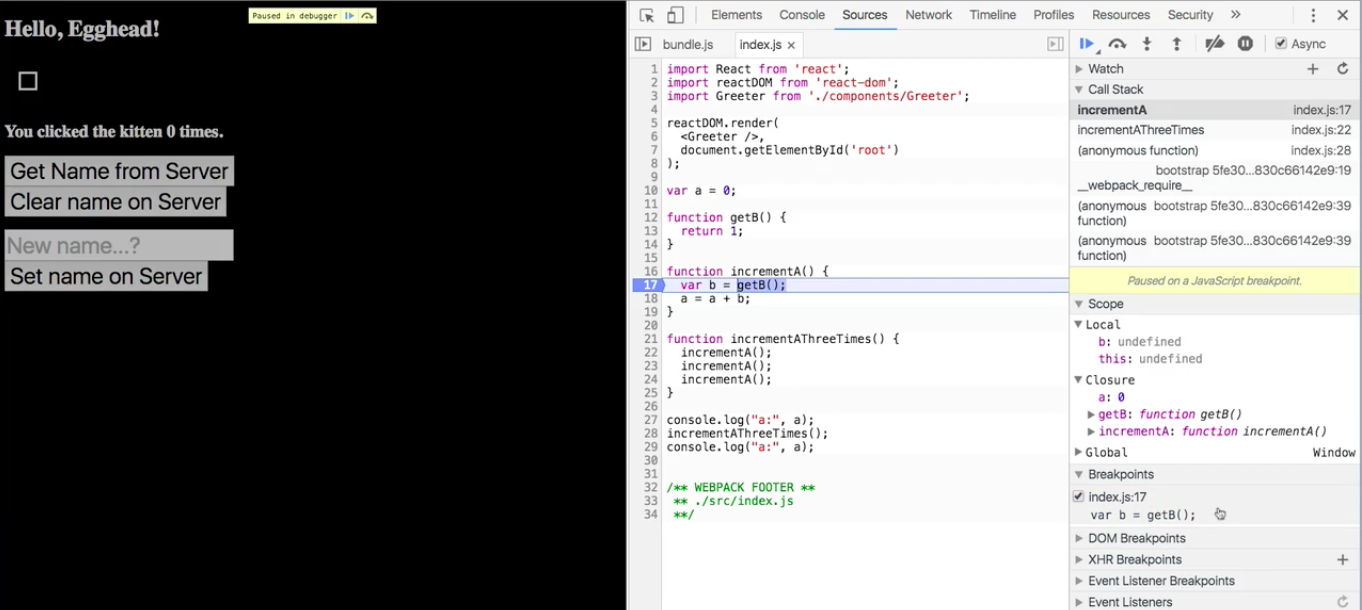 Paused in debugger
Hello, Egghead!
You clicked the kitten 0 times.
Get Name from Server
Clear name on Server
New name...?
Set name on Server
Elements Console Sources Network Timeline Profiles Resources Security »
bundle.js index.js ×
Async
1 import React from 'react';
2 import reactDOM from 'react-dom';
3 import Greeter from './components/Greeter';
4
5 reactDOM.render(
6 <Greeter />,
7 document.getElementById('root')
8 );
9
10 var a = 0;
11
12 function getB() {
13 return 1;
14 }
15
16 function incrementA() {
17 var b = getB();
18 a = a + b;
19 }
20
21 function incrementAThreeTimes() {
22 incrementA();
23 incrementA();
24 incrementA();
25 }
26
27 console.log("a:", a);
28 incrementAThreeTimes();
29 console.log("a:", a);
30
31
32 /** WEBPACK FOOTER **
33 ** ./src/index.js
34 **/
Watch
Call Stack
incrementA index.js:17
incrementAThreeTimes index.js:22
(anonymous function) index.js:28
bootstrap 5fe30...830c66142e9:19
__webpack_require__
(anonymous bootstrap 5fe30...830c66142e9:39
function)
(anonymous bootstrap 5fe30...830c66142e9:39
function)
Paused on a JavaScript breakpoint.
Scope
Local
b: undefined
this: undefined
Closure
a: 0
getB: function getB()
incrementA: function incrementA()
Global Window
Breakpoints
index.js:17
var b = getB();
DOM Breakpoints
XHR Breakpoints
Event Listener Breakpoints
Event Listeners